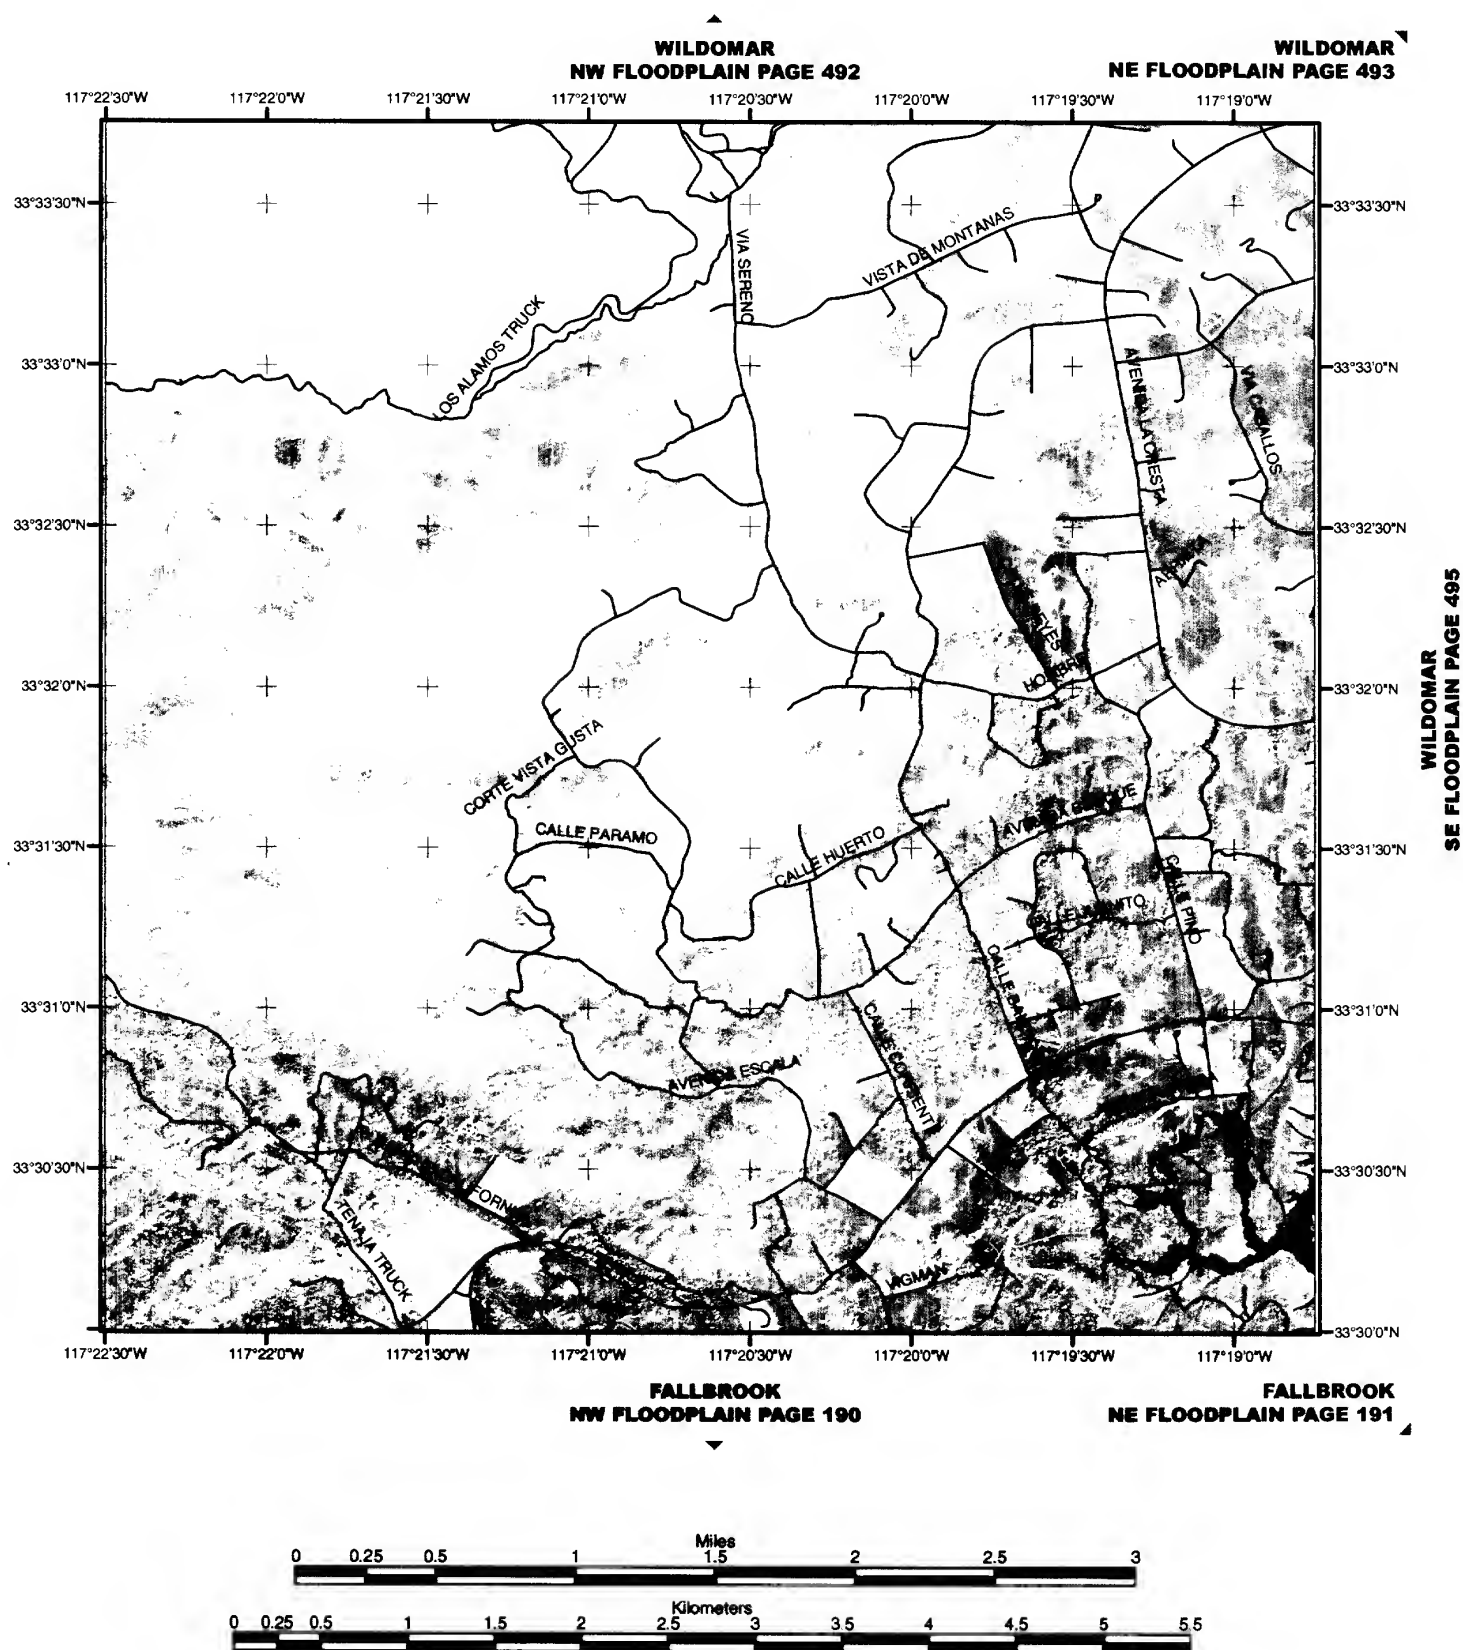 WILDOMAR
NW FLOODPLAIN PAGE 492
WILDOMAR
NE FLOODPLAIN PAGE 493
117°22'30"W 117°22'0"W 117°21'30"W 117°21'0"W 117°20'30"W 117°20'0"W 117°19'30"W 117°19'0"W
33°33'30"N 33°33'30"N
VIA SERENO
VISTA DE MONTANAS
LOS ALAMOS TRUCK
33°33'0"N 33°33'0"N
AVENIDA LA CRESTA
VIA CABALLOS
33°32'30"N 33°32'30"N
HOMBRE
33°32'0"N 33°32'0"N
WILDOMAR
SE FLOODPLAIN PAGE 495
CORTE VISTA GUSTA
CALLE PARAMO
CALLE HUERTO
33°31'30"N 33°31'30"N
CALLE PINO
33°31'0"N 33°31'0"N
AVENIDA ESCALA
33°30'30"N 33°30'30"N
TENAJA TRUCK
33°30'0"N
117°22'30"W 117°22'0"W 117°21'30"W 117°21'0"W 117°20'30"W 117°20'0"W 117°19'30"W 117°19'0"W
FALLBROOK
NW FLOODPLAIN PAGE 190
FALLBROOK
NE FLOODPLAIN PAGE 191
Miles
0 0.25 0.5 1 1.5 2 2.5 3
Kilometers
0 0.25 0.5 1 1.5 2 2.5 3 3.5 4 4.5 5 5.5